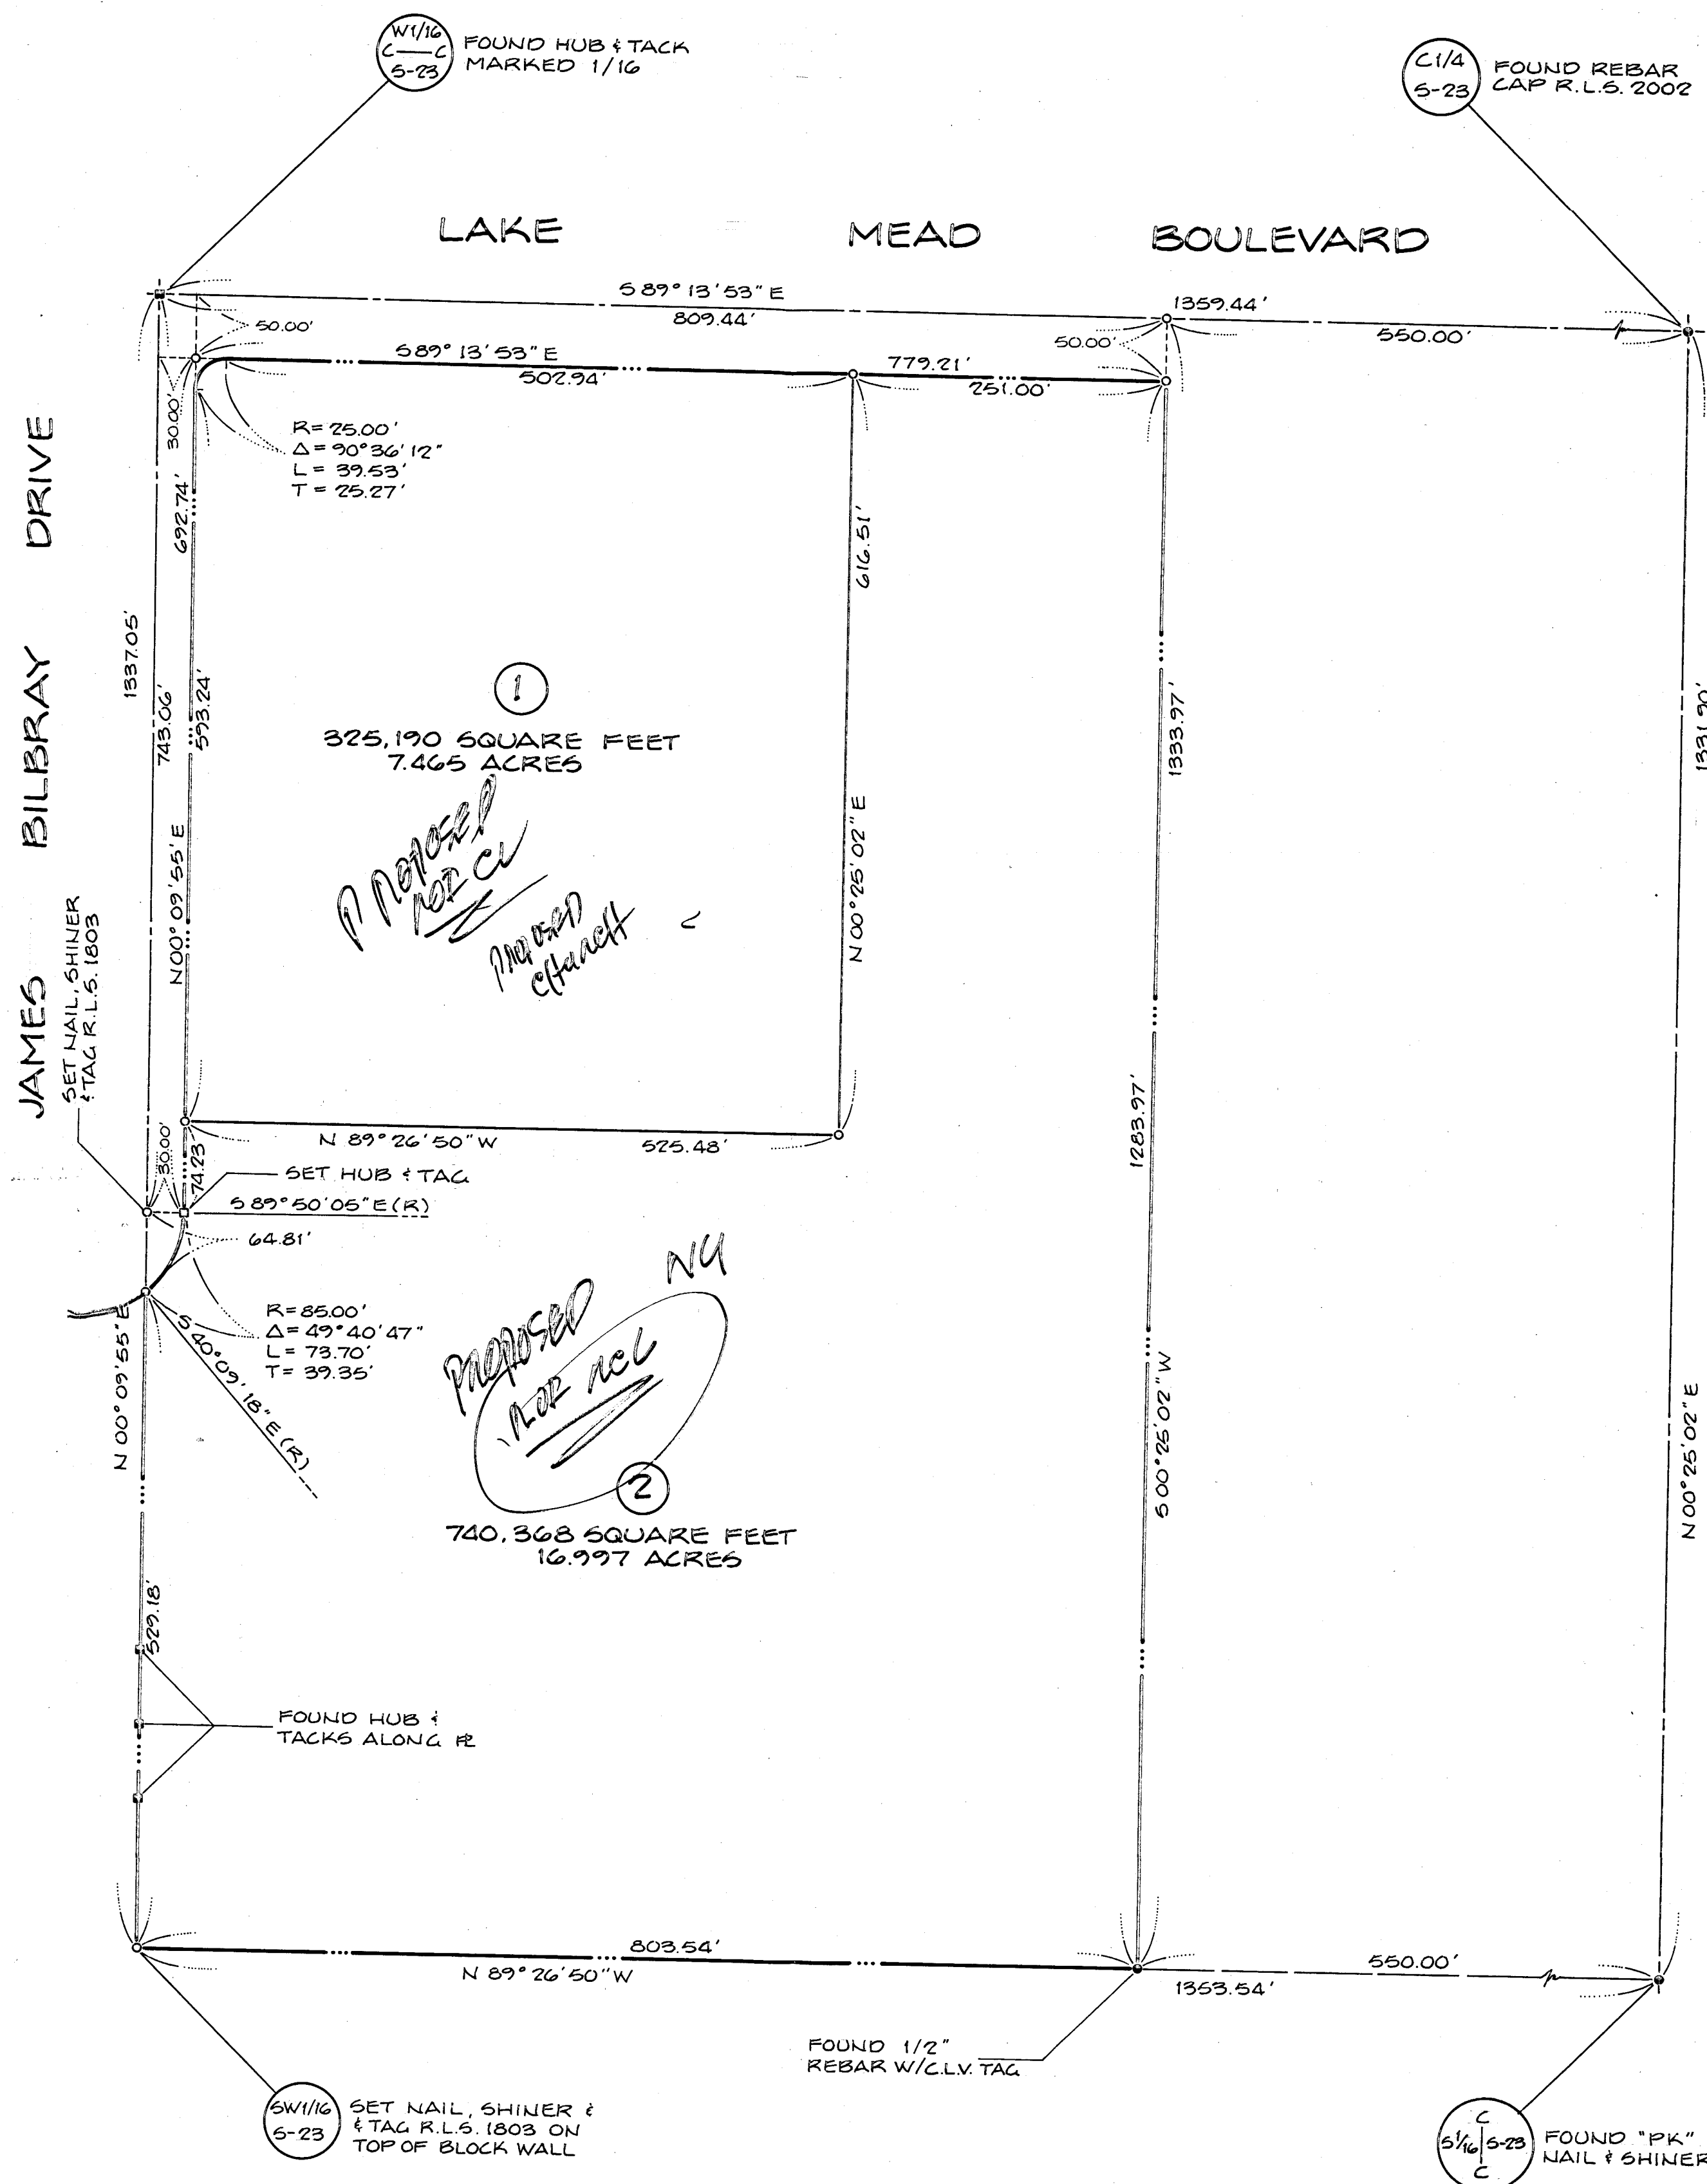 W1/16
C — C
S-23
FOUND HUB & TACK
MARKED 1/16
C1/4
S-23
FOUND REBAR
CAP R.L.S. 2002
LAKE MEAD BOULEVARD
S 89° 13' 53" E
809.44'
1359.44'
550.00'
50.00'
50.00'
S89° 13' 53" E
502.94'
779.21'
251.00'
30.00'
R= 25.00'
Δ= 90° 36' 12"
L = 39.53'
T = 25.27'
JAMES BILBRAY DRIVE
692.74'
616.51'
1337.05'
743.06'
593.24'
1333.97'
1331.90'
1
325,190 SQUARE FEET
7.465 ACRES
PROPOSED
PROPOSED
N00° 09' 55" E
N 00° 25' 02" E
SET NAIL, SHINER
& TAG R.L.S. 1803
N 89° 26' 50" W
525.48'
1283.97'
30.00'
74.23'
SET HUB & TAG
S 89° 50' 05" E (R)
64.81'
R= 85.00'
Δ= 49° 40' 47"
L = 73.70'
T= 39.35'
S 40° 09' 18" E (R)
N 00° 09' 55" E
PROPOSED
2
740,368 SQUARE FEET
16.997 ACRES
S 00° 25' 02" W
N 00° 25' 02" E
529.18'
FOUND HUB &
TACKS ALONG PL
803.54'
N 89° 26' 50" W
550.00'
1353.54'
FOUND 1/2"
REBAR W/C.L.V. TAG
SW1/16
S-23
SET NAIL, SHINER &
& TAG R.L.S. 1803 ON
TOP OF BLOCK WALL
C
S1/16 S-23
C
FOUND "PK"
NAIL & SHINER